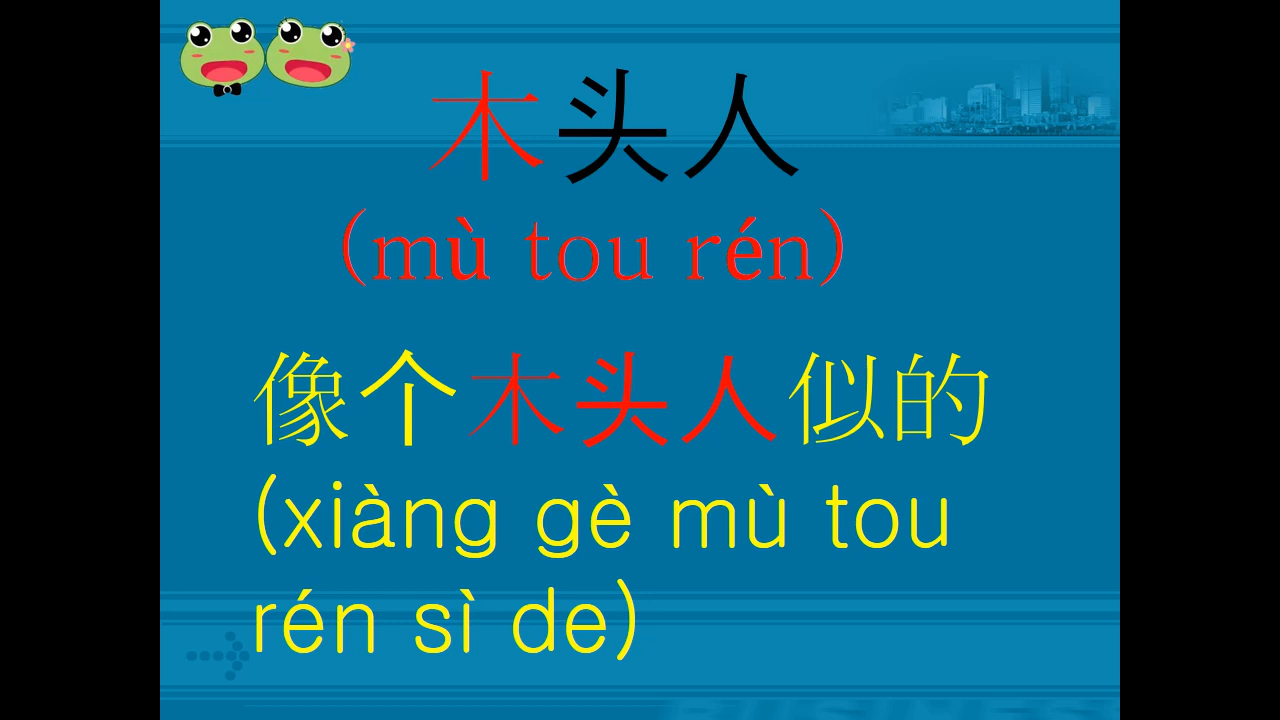 木头人
(mù tou rén)
像个木头人似的
(xiàng gè mù tou
rén sì de)